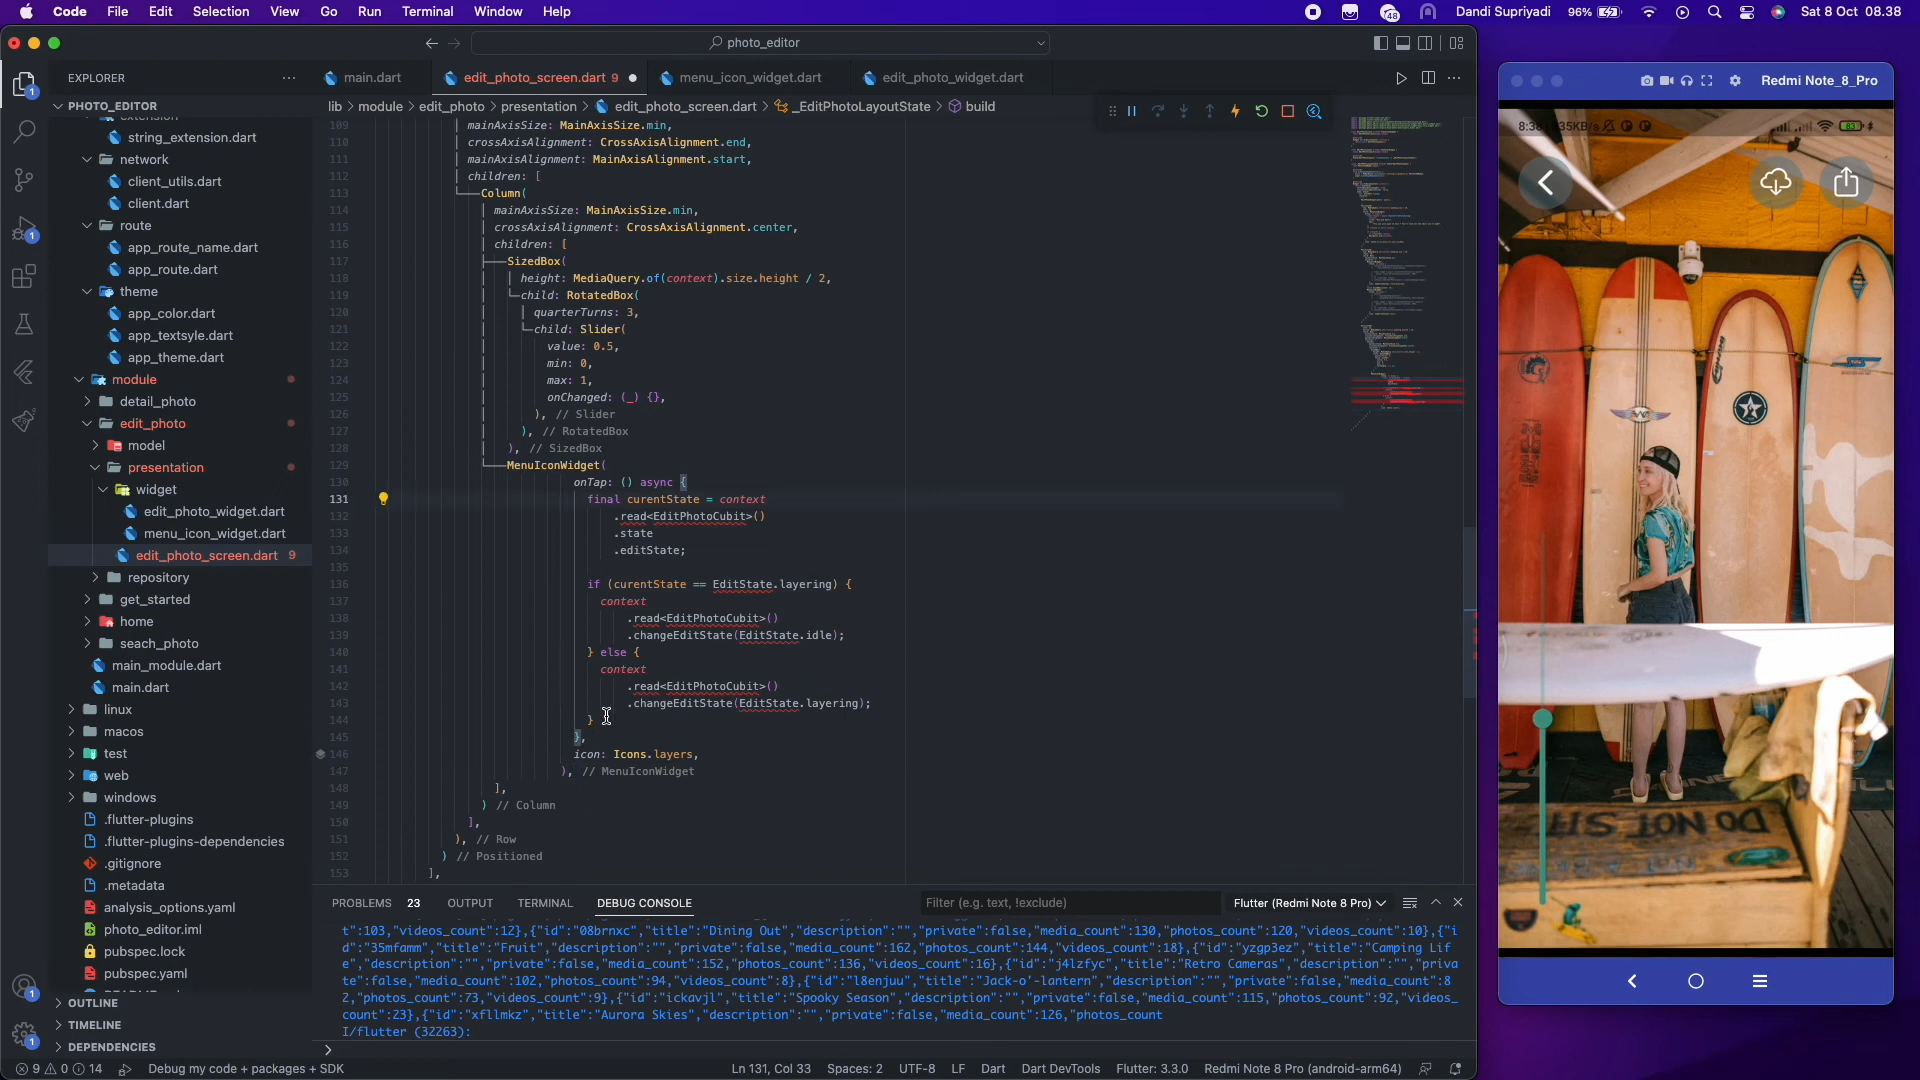 Code File Edit Selection View Go Run Terminal Window Help
48 Dandi Supriyadi 96% Sat 8 Oct 08.38
photo_editor
EXPLORER
main.dart edit_photo_screen.dart 9 menu_icon_widget.dart edit_photo_widget.dart
lib > module > edit_photo > presentation > edit_photo_screen.dart > _EditPhotoLayoutState > build
PHOTO_EDITOR
string_extension.dart
network
client_utils.dart
client.dart
route
app_route_name.dart
app_route.dart
theme
app_color.dart
app_textsyle.dart
app_theme.dart
module
detail_photo
edit_photo
model
presentation
widget
edit_photo_widget.dart
menu_icon_widget.dart
edit_photo_screen.dart 9
repository
get_started
home
seach_photo
main_module.dart
main.dart
linux
macos
test
web
windows
.flutter-plugins
.flutter-plugins-dependencies
.gitignore
.metadata
analysis_options.yaml
photo_editor.iml
pubspec.lock
pubspec.yaml
OUTLINE
TIMELINE
DEPENDENCIES
109 mainAxisSize: MainAxisSize.min,
110 crossAxisAlignment: CrossAxisAlignment.end,
111 mainAxisAlignment: MainAxisAlignment.start,
112 children: [
113 Column(
114 mainAxisSize: MainAxisSize.min,
115 crossAxisAlignment: CrossAxisAlignment.center,
116 children: [
117 SizedBox(
118 height: MediaQuery.of(context).size.height / 2,
119 child: RotatedBox(
120 quarterTurns: 3,
121 child: Slider(
122 value: 0.5,
123 min: 0,
124 max: 1,
125 onChanged: (_) {},
126 ), // Slider
127 ), // RotatedBox
128 ), // SizedBox
129 MenuIconWidget(
130 onTap: () async {
131 final curentState = context
132 .read<EditPhotoCubit>()
133 .state
134 .editState;
135
136 if (curentState == EditState.layering) {
137 context
138 .read<EditPhotoCubit>()
139 .changeEditState(EditState.idle);
140 } else {
141 context
142 .read<EditPhotoCubit>()
143 .changeEditState(EditState.layering);
144 }
145 },
146 icon: Icons.layers,
147 ), // MenuIconWidget
148 ],
149 ) // Column
150 ],
151 ), // Row
152 ) // Positioned
153 ],
PROBLEMS 23 OUTPUT TERMINAL DEBUG CONSOLE Filter (e.g. text, !exclude) Flutter (Redmi Note 8 Pro)
t":103,"videos_count":12},{"id":"08brnxc","title":"Dining Out","description":"","private":false,"media_count":130,"photos_count":120,"videos_count":10},{"i
d":"35mfamm","title":"Fruit","description":"","private":false,"media_count":162,"photos_count":144,"videos_count":18},{"id":"yzgp3ez","title":"Camping Lif
e","description":"","private":false,"media_count":152,"photos_count":136,"videos_count":16},{"id":"j4lzfyc","title":"Retro Cameras","description":"","priva
te":false,"media_count":102,"photos_count":94,"videos_count":8},{"id":"l8enjuu","title":"Jack-o'-lantern","description":"","private":false,"media_count":8
2,"photos_count":73,"videos_count":9},{"id":"ickavjl","title":"Spooky Season","description":"","private":false,"media_count":115,"photos_count":92,"videos_
count":23},{"id":"xfllmkz","title":"Aurora Skies","description":"","private":false,"media_count":126,"photos_count
I/flutter (32263):
9 0 14 Debug my code + packages + SDK Ln 131, Col 33 Spaces: 2 UTF-8 LF Dart Dart DevTools Flutter: 3.3.0 Redmi Note 8 Pro (android-arm64)
Redmi Note_8_Pro
83
DO NOT SIT